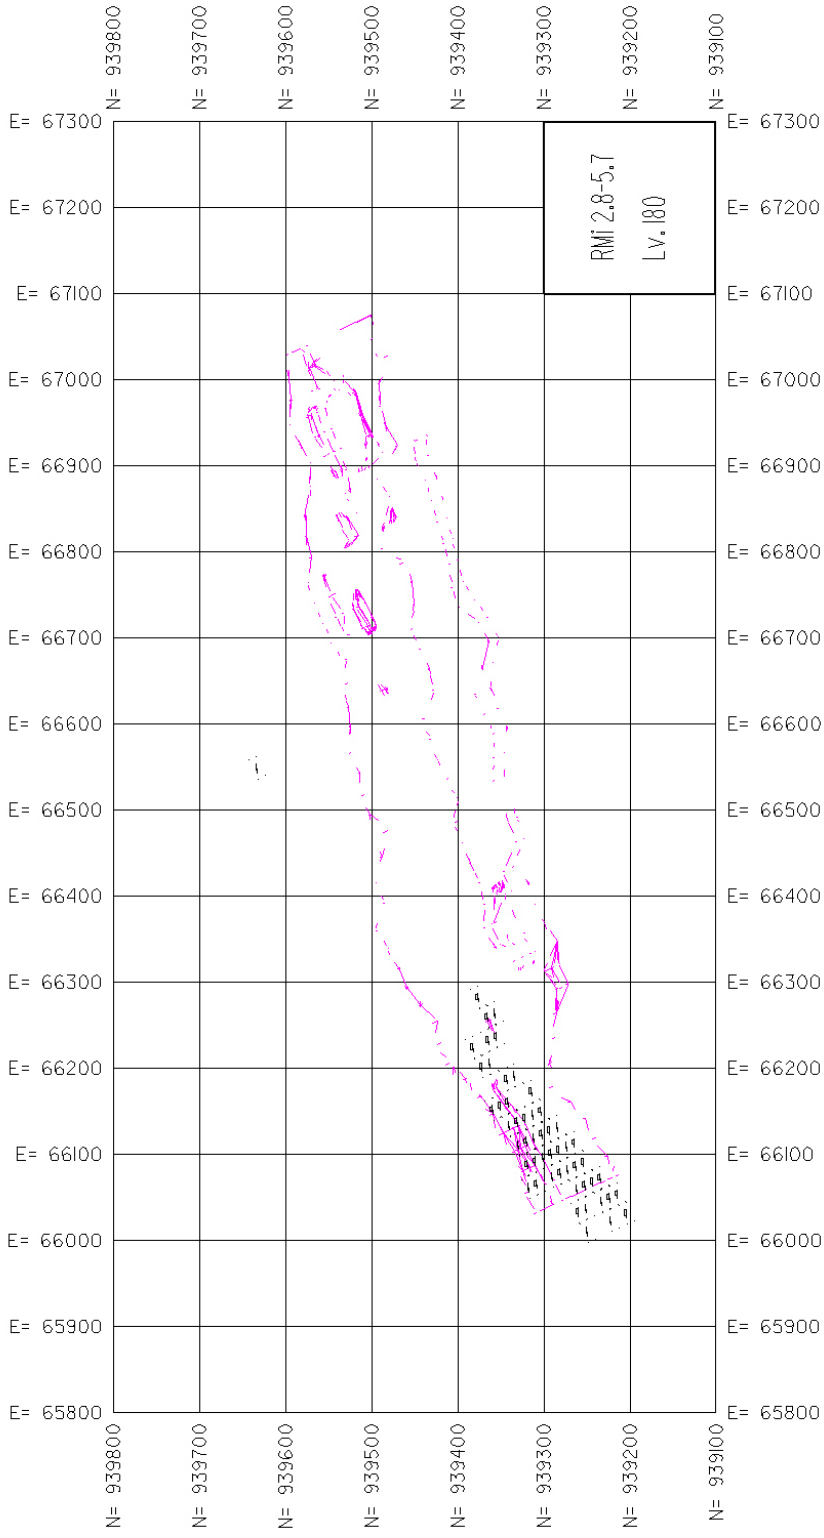 N= 939800
N= 939700
N= 939600
N= 939500
N= 939400
N= 939300
N= 939200
N= 939100
E= 67300
E= 67300
E= 67200
E= 67200
E= 67100
E= 67100
E= 67000
E= 67000
E= 66900
E= 66900
E= 66800
E= 66800
E= 66700
E= 66700
E= 66600
E= 66600
E= 66500
E= 66500
E= 66400
E= 66400
E= 66300
E= 66300
E= 66200
E= 66200
E= 66100
E= 66100
E= 66000
E= 66000
E= 65900
E= 65900
E= 65800
E= 65800
RMi 2.8-5.7
Lv. 180
N= 939800
N= 939700
N= 939600
N= 939500
N= 939400
N= 939300
N= 939200
N= 939100